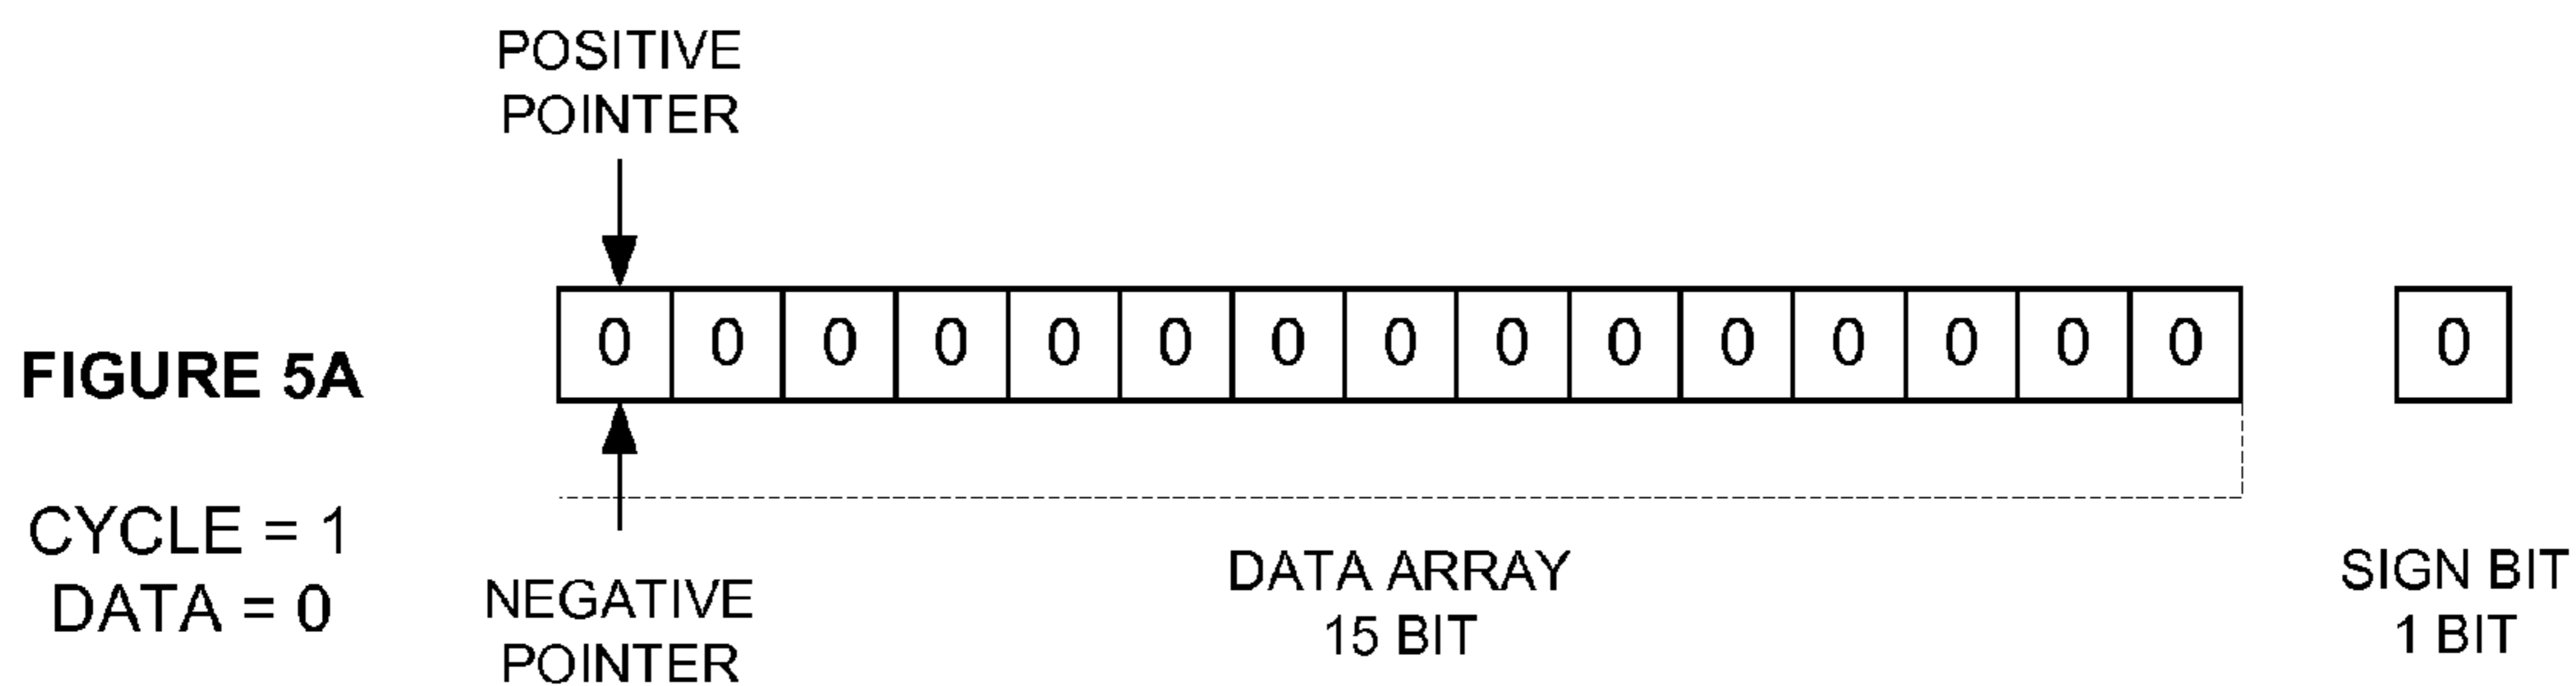 POSITIVE
POINTER
0 0 0 0 0 0 0 0 0 0 0 0 0 0 0 0
FIGURE 5A
CYCLE = 1
DATA = 0
NEGATIVE
POINTER
DATA ARRAY
15 BIT
SIGN BIT
1 BIT